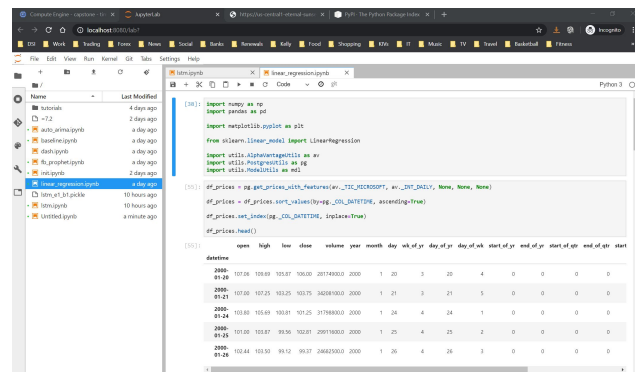 Compute Engine - capstone - Int
JupyterLab
https://us-central1-eternal-succ
PyPI · The Python Package Index
localhost:8080/lab?
Incognito
DSI
Work
Trading
Forex
News
Social
Banks
Renewals
Kelly
Food
Shopping
KIVs
IT
Music
TV
Travel
Basketball
Fitness
File Edit View Run Kernel Git Tabs Settings Help
Name
Last Modified
tutorials 4 days ago
=7.2 2 days ago
auto_arima.ipynb a day ago
baseline.ipynb a day ago
dash.ipynb a day ago
fb_prophet.ipynb a day ago
init.ipynb 2 days ago
linear_regression.ipynb a day ago
lstm_w1_b1.pickle 10 hours ago
lstm.ipynb 10 hours ago
Untitled.ipynb a minute ago
lstm.ipynb
linear_regression.ipynb
Code
git
Python 3
[30]: import numpy as np
import pandas as pd
import matplotlib.pyplot as plt
from sklearn.linear_model import LinearRegression
import utils.AlphaVantageUtils as av
import utils.PostgresUtils as pg
import utils.ModelUtils as mdl
df_prices = pg.get_prices_with_features(av._TIC_MICROSOFT, av._INT_DAILY, None, None, None)
df_prices = df_prices.sort_values(by=pg._COL_DATETIME, ascending=True)
df_prices.set_index(pg._COL_DATETIME, inplace=True)
df_prices.head()
open high low close volume year month day wk_of_yr day_of_yr day_of_wk start_of_yr end_of_yr start_of_qtr end_of_qtr start
datetime
2000-01-20 107.06 109.69 105.87 106.00 28174900.0 2000 1 20 3 20 4 0 0 0 0
2000-01-21 107.00 107.25 103.25 103.75 34208100.0 2000 1 21 3 21 5 0 0 0 0
2000-01-24 103.80 105.69 100.81 101.25 31798800.0 2000 1 24 4 24 1 0 0 0 0
2000-01-25 101.00 103.87 99.56 102.81 29911600.0 2000 1 25 4 25 2 0 0 0 0
2000-01-26 102.44 103.50 99.12 99.37 24682500.0 2000 1 26 4 26 3 0 0 0 0